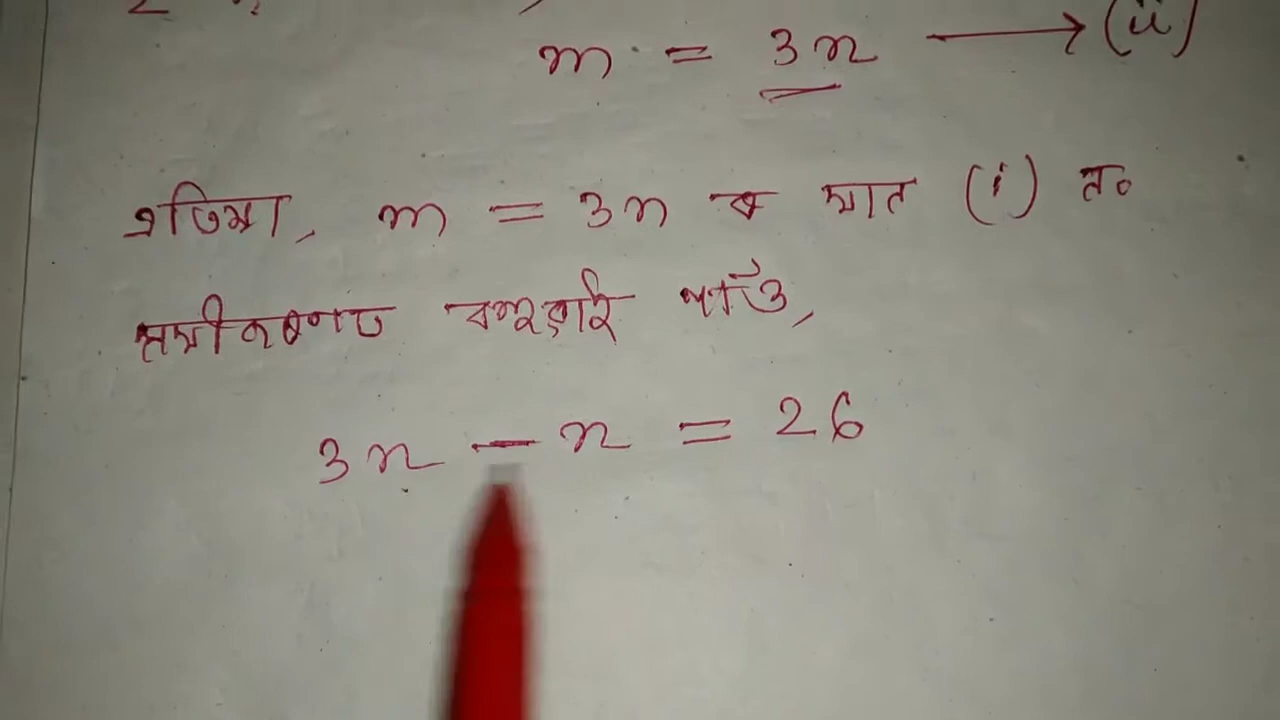 m = 3n ⟶ (ii)
এতিয়া, m = 3n ৰ মান (i) নং
সমীকৰণত বহুৱাই পাওঁ,
3n - n = 26